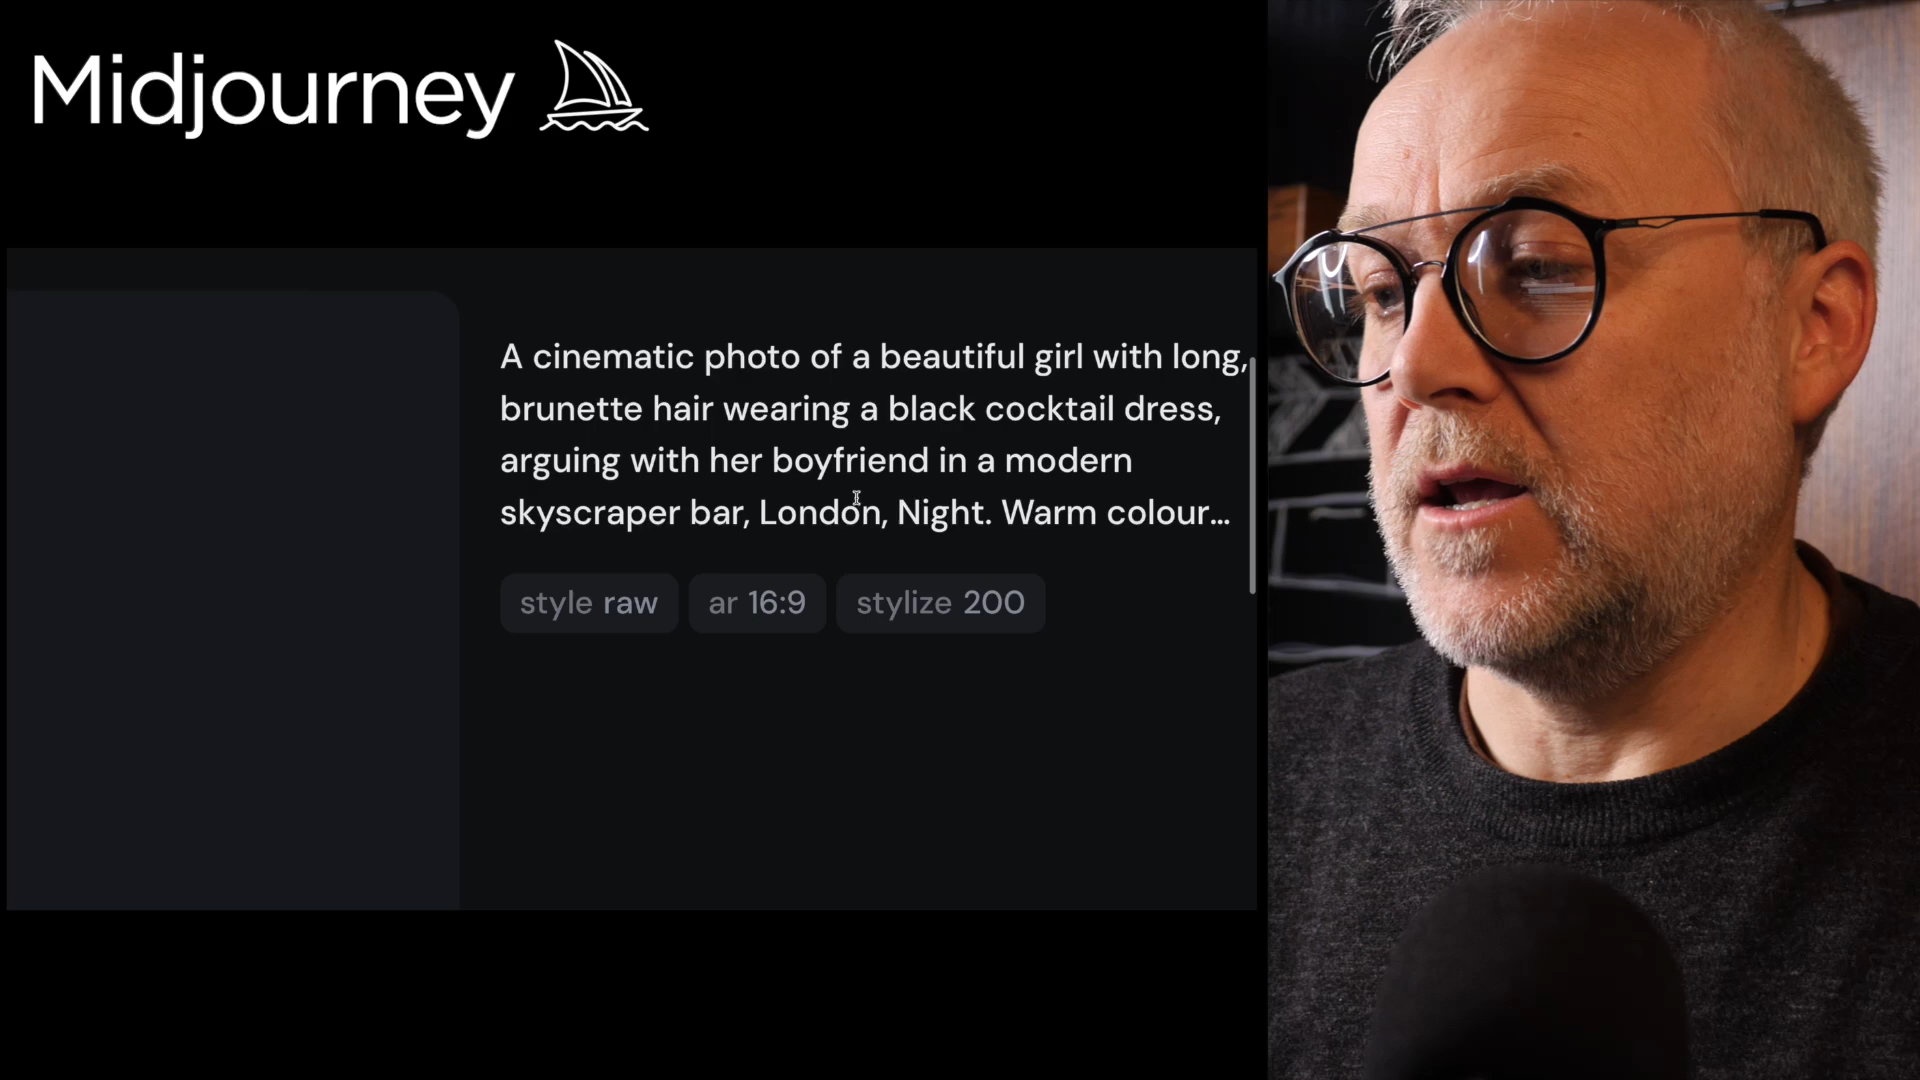 Midjourney
A cinematic photo of a beautiful girl with long,
brunette hair wearing a black cocktail dress,
arguing with her boyfriend in a modern
skyscraper bar, London, Night. Warm colour...
style raw ar 16:9 stylize 200